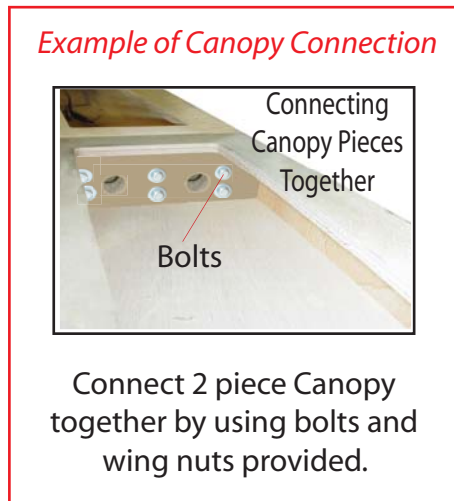 Example of Canopy Connection
Connecting
Canopy Pieces
Together
Bolts
Connect 2 piece Canopy
together by using bolts and
wing nuts provided.